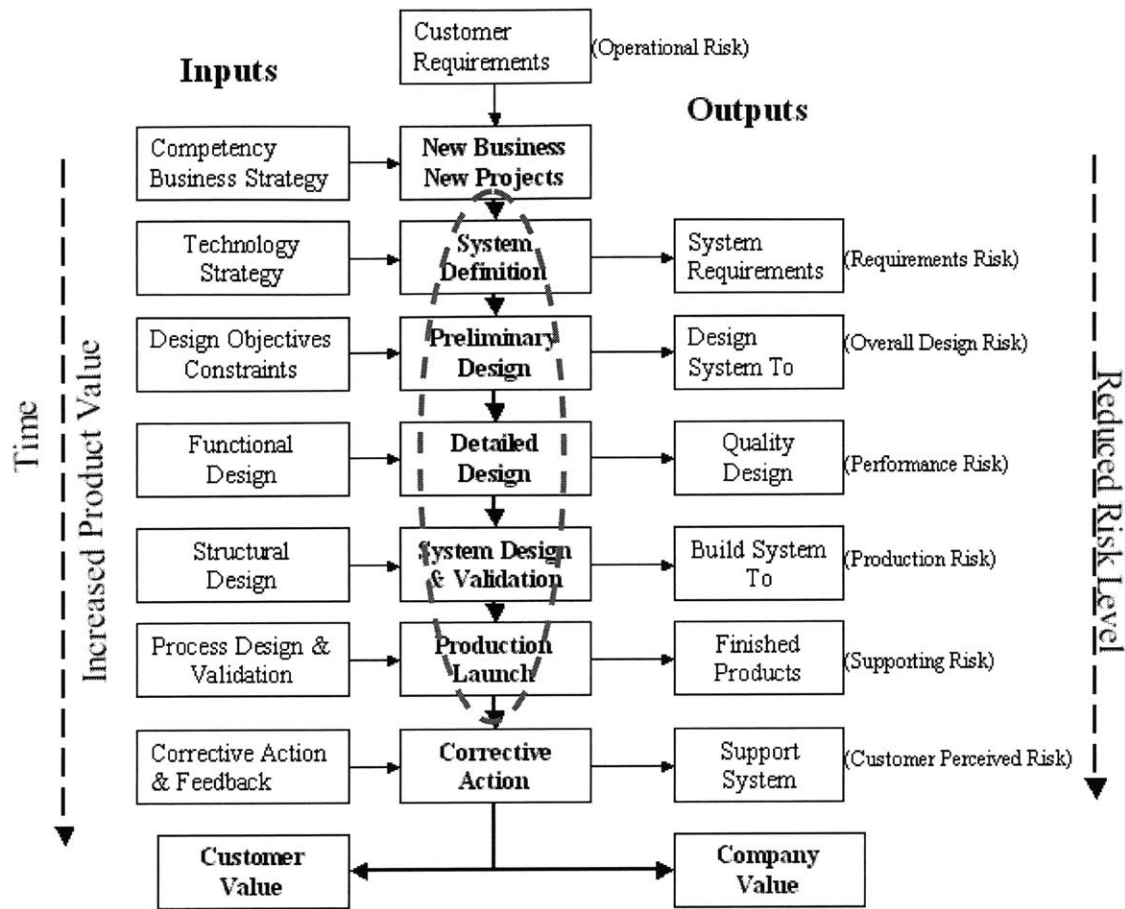 Customer
Requirements
(Operational Risk)
Inputs
Outputs
Competency
Business Strategy
New Business
New Projects
Technology
Strategy
System
Definition
System
Requirements
(Requirements Risk)
Design Objectives
Constraints
Preliminary
Design
Design
System To
(Overall Design Risk)
Functional
Design
Detailed
Design
Quality
Design
(Performance Risk)
Structural
Design
System Design
& Validation
Build System
To
(Production Risk)
Process Design &
Validation
Production
Launch
Finished
Products
(Supporting Risk)
Corrective Action
& Feedback
Corrective
Action
Support
System
(Customer Perceived Risk)
Customer
Value
Company
Value
Time
Increased Product Value
Reduced Risk Level